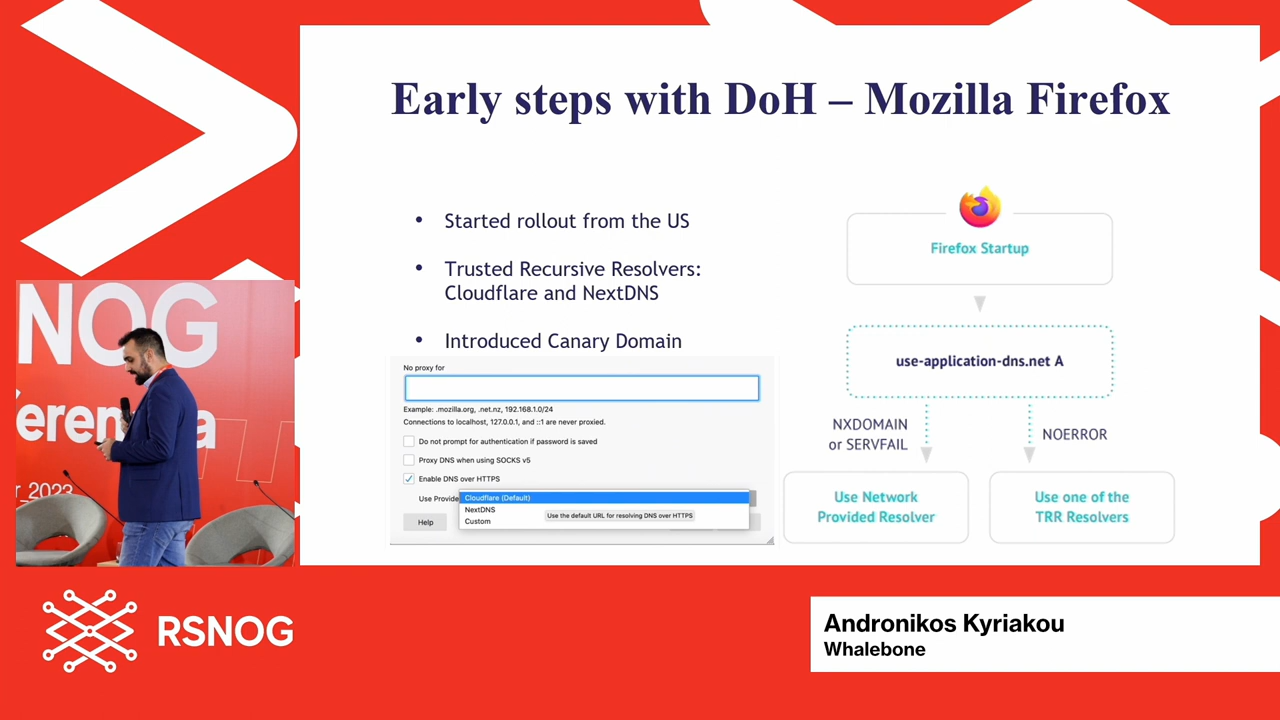 Early steps with DoH – Mozilla Firefox
• Started rollout from the US
• Trusted Recursive Resolvers:
Cloudflare and NextDNS
• Introduced Canary Domain
No proxy for
Example: .mozilla.org, .net.nz, 192.168.1.0/24
Connections to localhost, 127.0.0.1, and ::1 are never proxied.
Do not prompt for authentication if password is saved
Proxy DNS when using SOCKS v5
Enable DNS over HTTPS
Use Provide
Cloudflare (Default)
NextDNS
Custom
Use the default URL for resolving DNS over HTTPS
Help
Firefox Startup
use-application-dns.net A
NXDOMAIN
or SERVFAIL
NOERROR
Use Network
Provided Resolver
Use one of the
TRR Resolvers
NOG
feren
a
r 2023
RSNOG
Andronikos Kyriakou
Whalebone